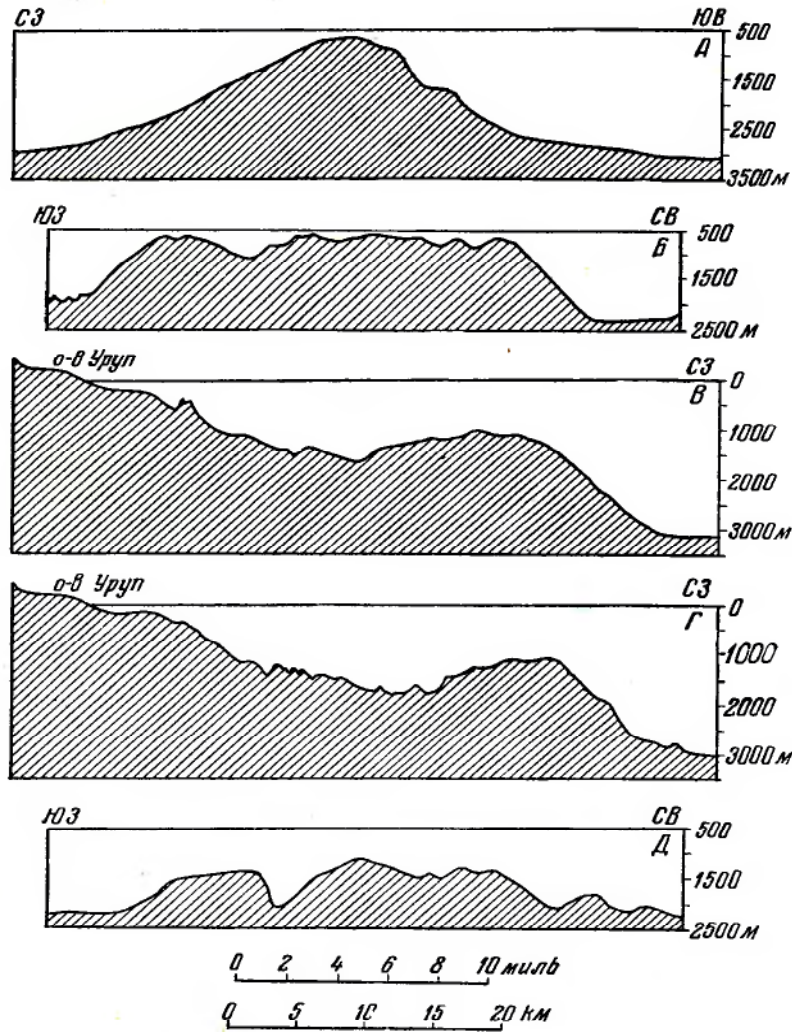 СЗ ЮВ
500
А
1500
2500
3500 м
ЮЗ СВ
500
Б
1500
2500 м
о-в Уруп СЗ
0
В
1000
2000
3000 м
о-в Уруп СЗ
0
Г
1000
2000
3000 м
ЮЗ СВ
500
Д
1500
2500 м
0 2 4 6 8 10 миль
0 5 10 15 20 км